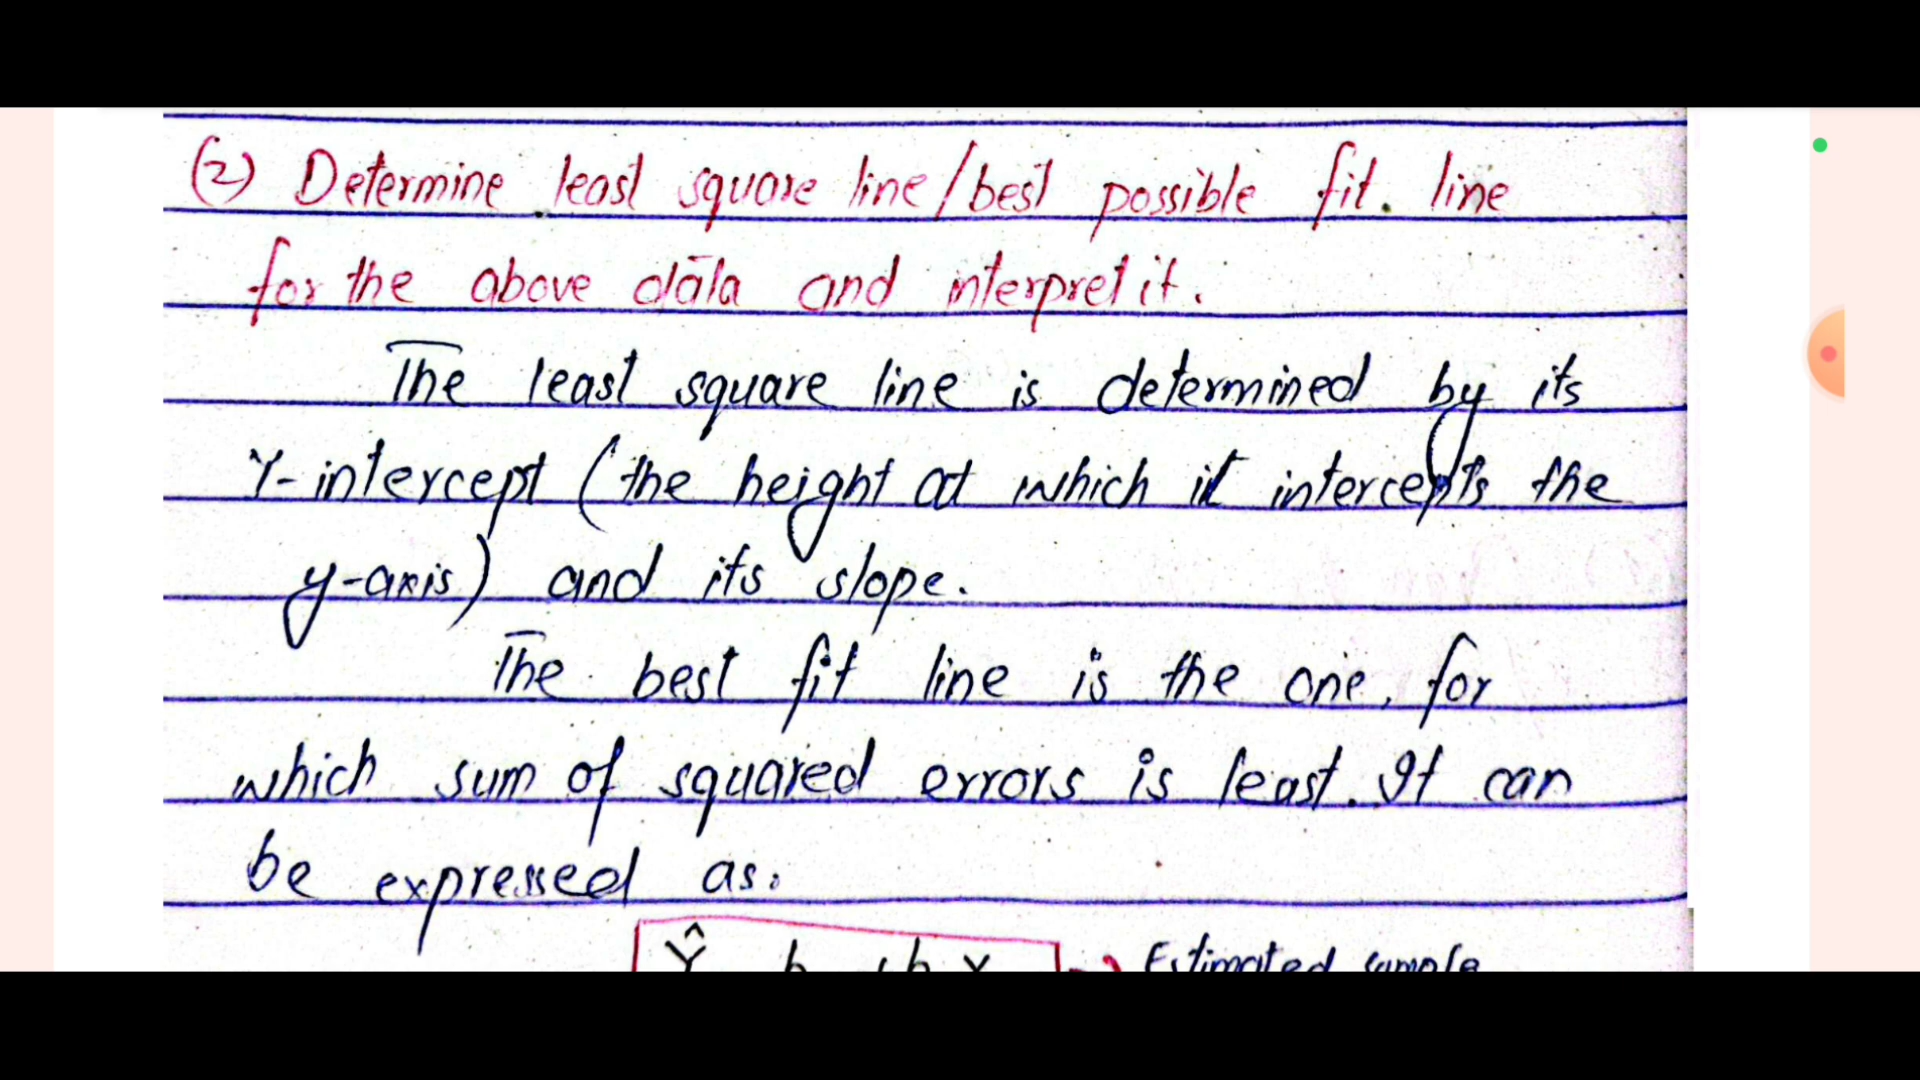 (2) Determine least square line/best possible fit. line
for the above data and interpret it.
The least square line is determined by its
Y-intercept (the height at which it intercepts the
y-axis) and its slope.
The best fit line is the one, for
which sum of squared errors is least. It can
be expressed as.
Ŷ b + b X → Estimated sample